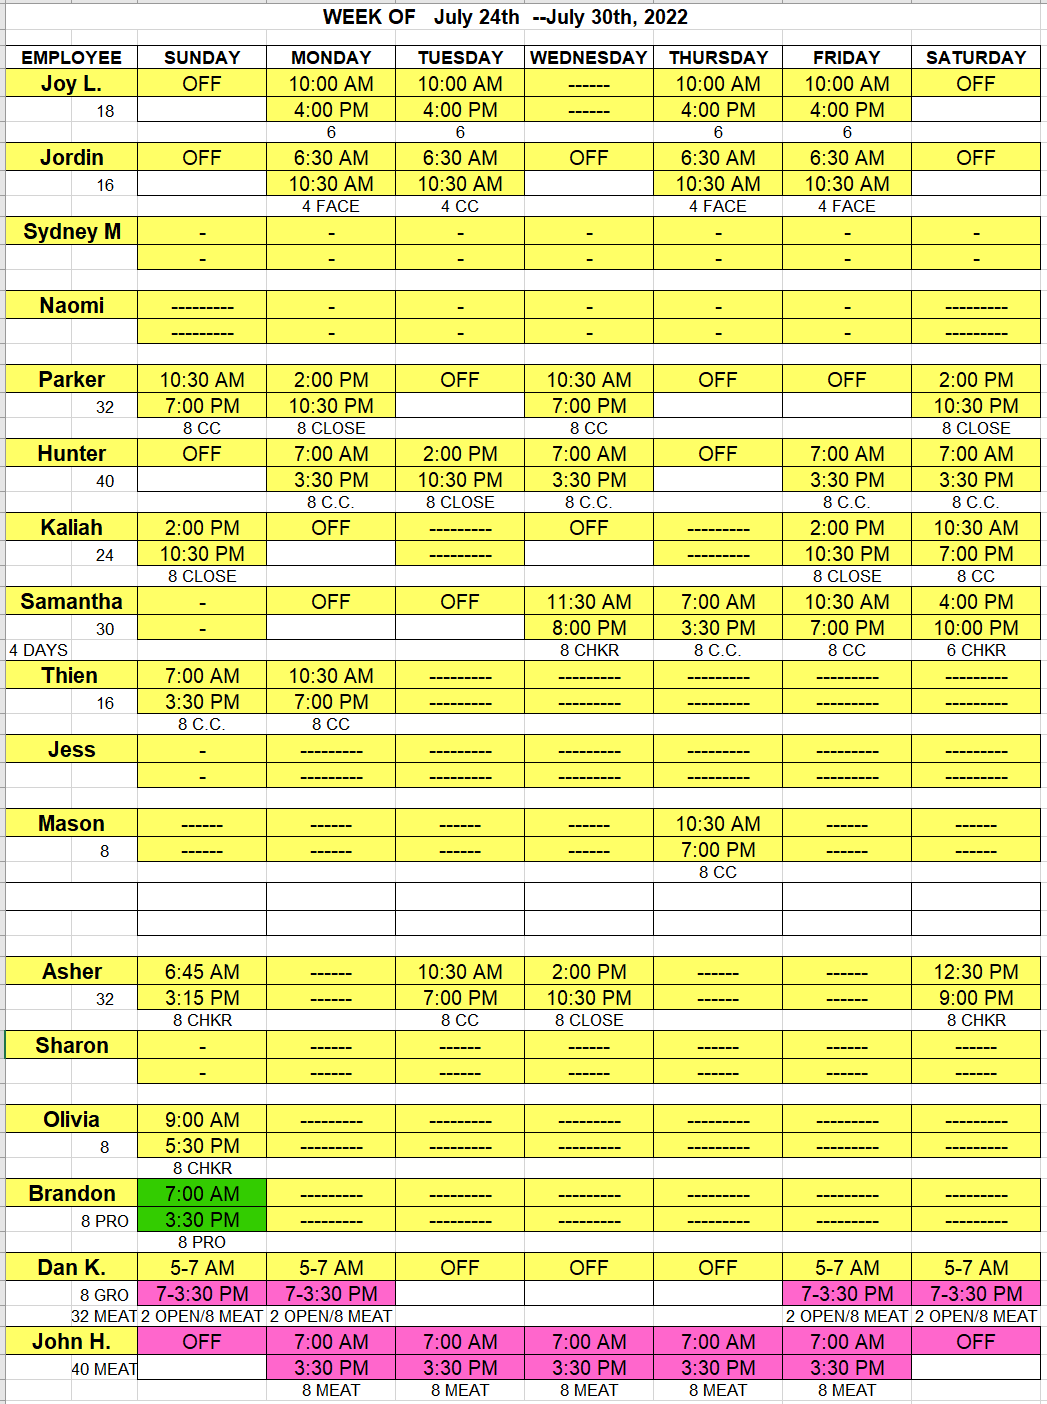 WEEK OF July 24th --July 30th, 2022
EMPLOYEE SUNDAY MONDAY TUESDAY WEDNESDAY THURSDAY FRIDAY SATURDAY
Joy L. OFF 10:00 AM 10:00 AM ------ 10:00 AM 10:00 AM OFF
18 4:00 PM 4:00 PM ------ 4:00 PM 4:00 PM
6 6 6 6
Jordin OFF 6:30 AM 6:30 AM OFF 6:30 AM 6:30 AM OFF
16 10:30 AM 10:30 AM 10:30 AM 10:30 AM
4 FACE 4 CC 4 FACE 4 FACE
Sydney M - - - - - - -
- - - - - - -
Naomi --------- - - - - - ---------
--------- - - - - - ---------
Parker 10:30 AM 2:00 PM OFF 10:30 AM OFF OFF 2:00 PM
32 7:00 PM 10:30 PM 7:00 PM 10:30 PM
8 CC 8 CLOSE 8 CC 8 CLOSE
Hunter OFF 7:00 AM 2:00 PM 7:00 AM OFF 7:00 AM 7:00 AM
40 3:30 PM 10:30 PM 3:30 PM 3:30 PM 3:30 PM
8 C.C. 8 CLOSE 8 C.C. 8 C.C. 8 C.C.
Kaliah 2:00 PM OFF --------- OFF --------- 2:00 PM 10:30 AM
24 10:30 PM --------- --------- 10:30 PM 7:00 PM
8 CLOSE 8 CLOSE 8 CC
Samantha - OFF OFF 11:30 AM 7:00 AM 10:30 AM 4:00 PM
30 - 8:00 PM 3:30 PM 7:00 PM 10:00 PM
4 DAYS 8 CHKR 8 C.C. 8 CC 6 CHKR
Thien 7:00 AM 10:30 AM --------- --------- --------- --------- ---------
16 3:30 PM 7:00 PM --------- --------- --------- --------- ---------
8 C.C. 8 CC
Jess - --------- --------- --------- --------- --------- ---------
- --------- --------- --------- --------- --------- ---------
Mason ------ ------ ------ ------ 10:30 AM ------ ------
8 ------ ------ ------ ------ 7:00 PM ------ ------
8 CC
Asher 6:45 AM ------ 10:30 AM 2:00 PM ------ ------ 12:30 PM
32 3:15 PM ------ 7:00 PM 10:30 PM ------ ------ 9:00 PM
8 CHKR 8 CC 8 CLOSE 8 CHKR
Sharon - ------ ------ ------ ------ ------ ------
- ------ ------ ------ ------ ------ ------
Olivia 9:00 AM --------- --------- --------- --------- --------- ---------
8 5:30 PM --------- --------- --------- --------- --------- ---------
8 CHKR
Brandon 7:00 AM --------- --------- --------- --------- --------- ---------
8 PRO 3:30 PM --------- --------- --------- --------- --------- ---------
8 PRO
Dan K. 5-7 AM 5-7 AM OFF OFF OFF 5-7 AM 5-7 AM
8 GRO 7-3:30 PM 7-3:30 PM 7-3:30 PM 7-3:30 PM
32 MEAT 2 OPEN/8 MEAT 2 OPEN/8 MEAT 2 OPEN/8 MEAT 2 OPEN/8 MEAT
John H. OFF 7:00 AM 7:00 AM 7:00 AM 7:00 AM 7:00 AM OFF
40 MEAT 3:30 PM 3:30 PM 3:30 PM 3:30 PM 3:30 PM
8 MEAT 8 MEAT 8 MEAT 8 MEAT 8 MEAT